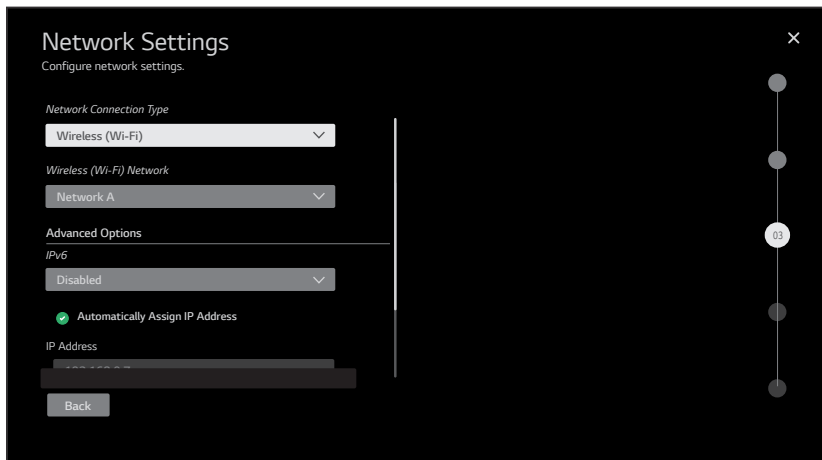 Network Settings
Configure network settings.
Network Connection Type
Wireless (Wi-Fi)
Wireless (Wi-Fi) Network
Network A
03
Advanced Options
IPv6
Disabled
Automatically Assign IP Address
IP Address
Back